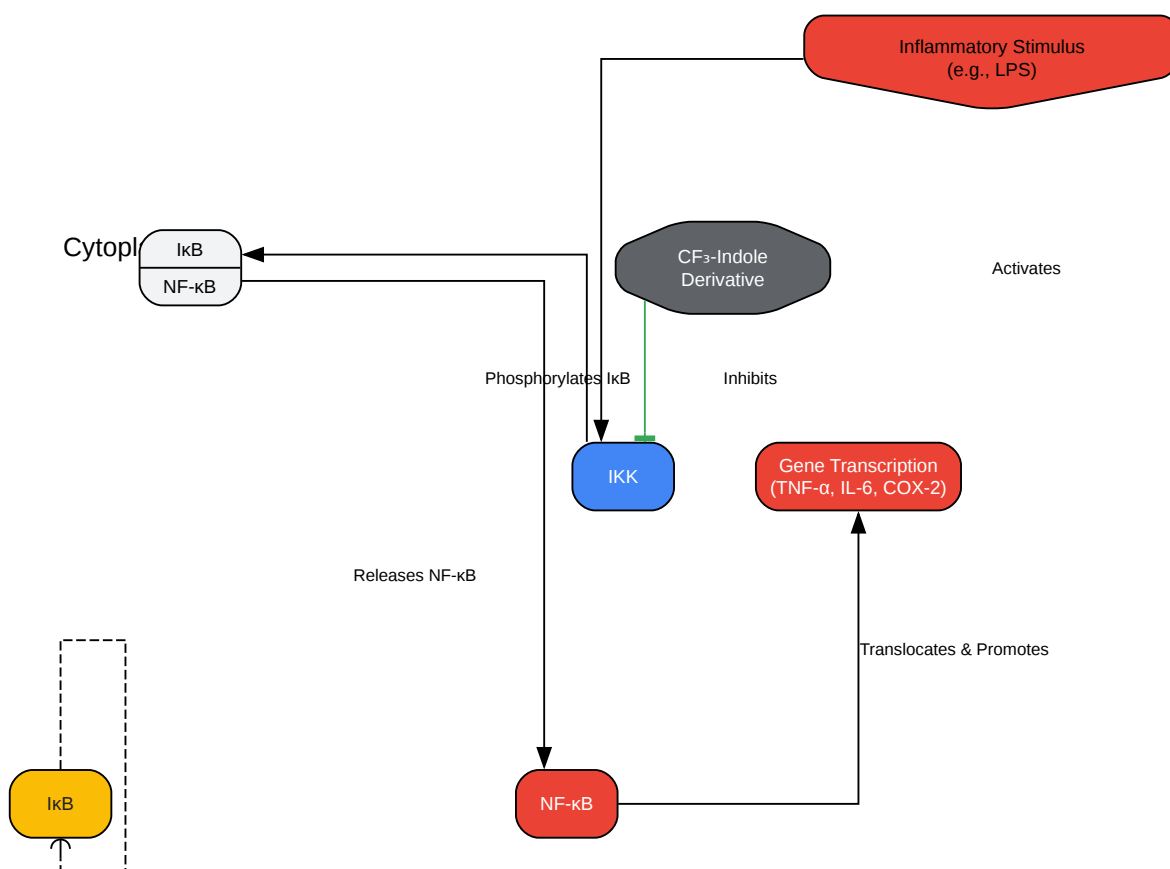 Inflammatory Stimulus
(e.g., LPS)
IκB
NF-κB
CF₃-Indole
Derivative
Activates
Phosphorylates IκB
Inhibits
IKK
Gene Transcription
(TNF-α, IL-6, COX-2)
Releases NF-κB
Translocates & Promotes
IκB
NF-κB